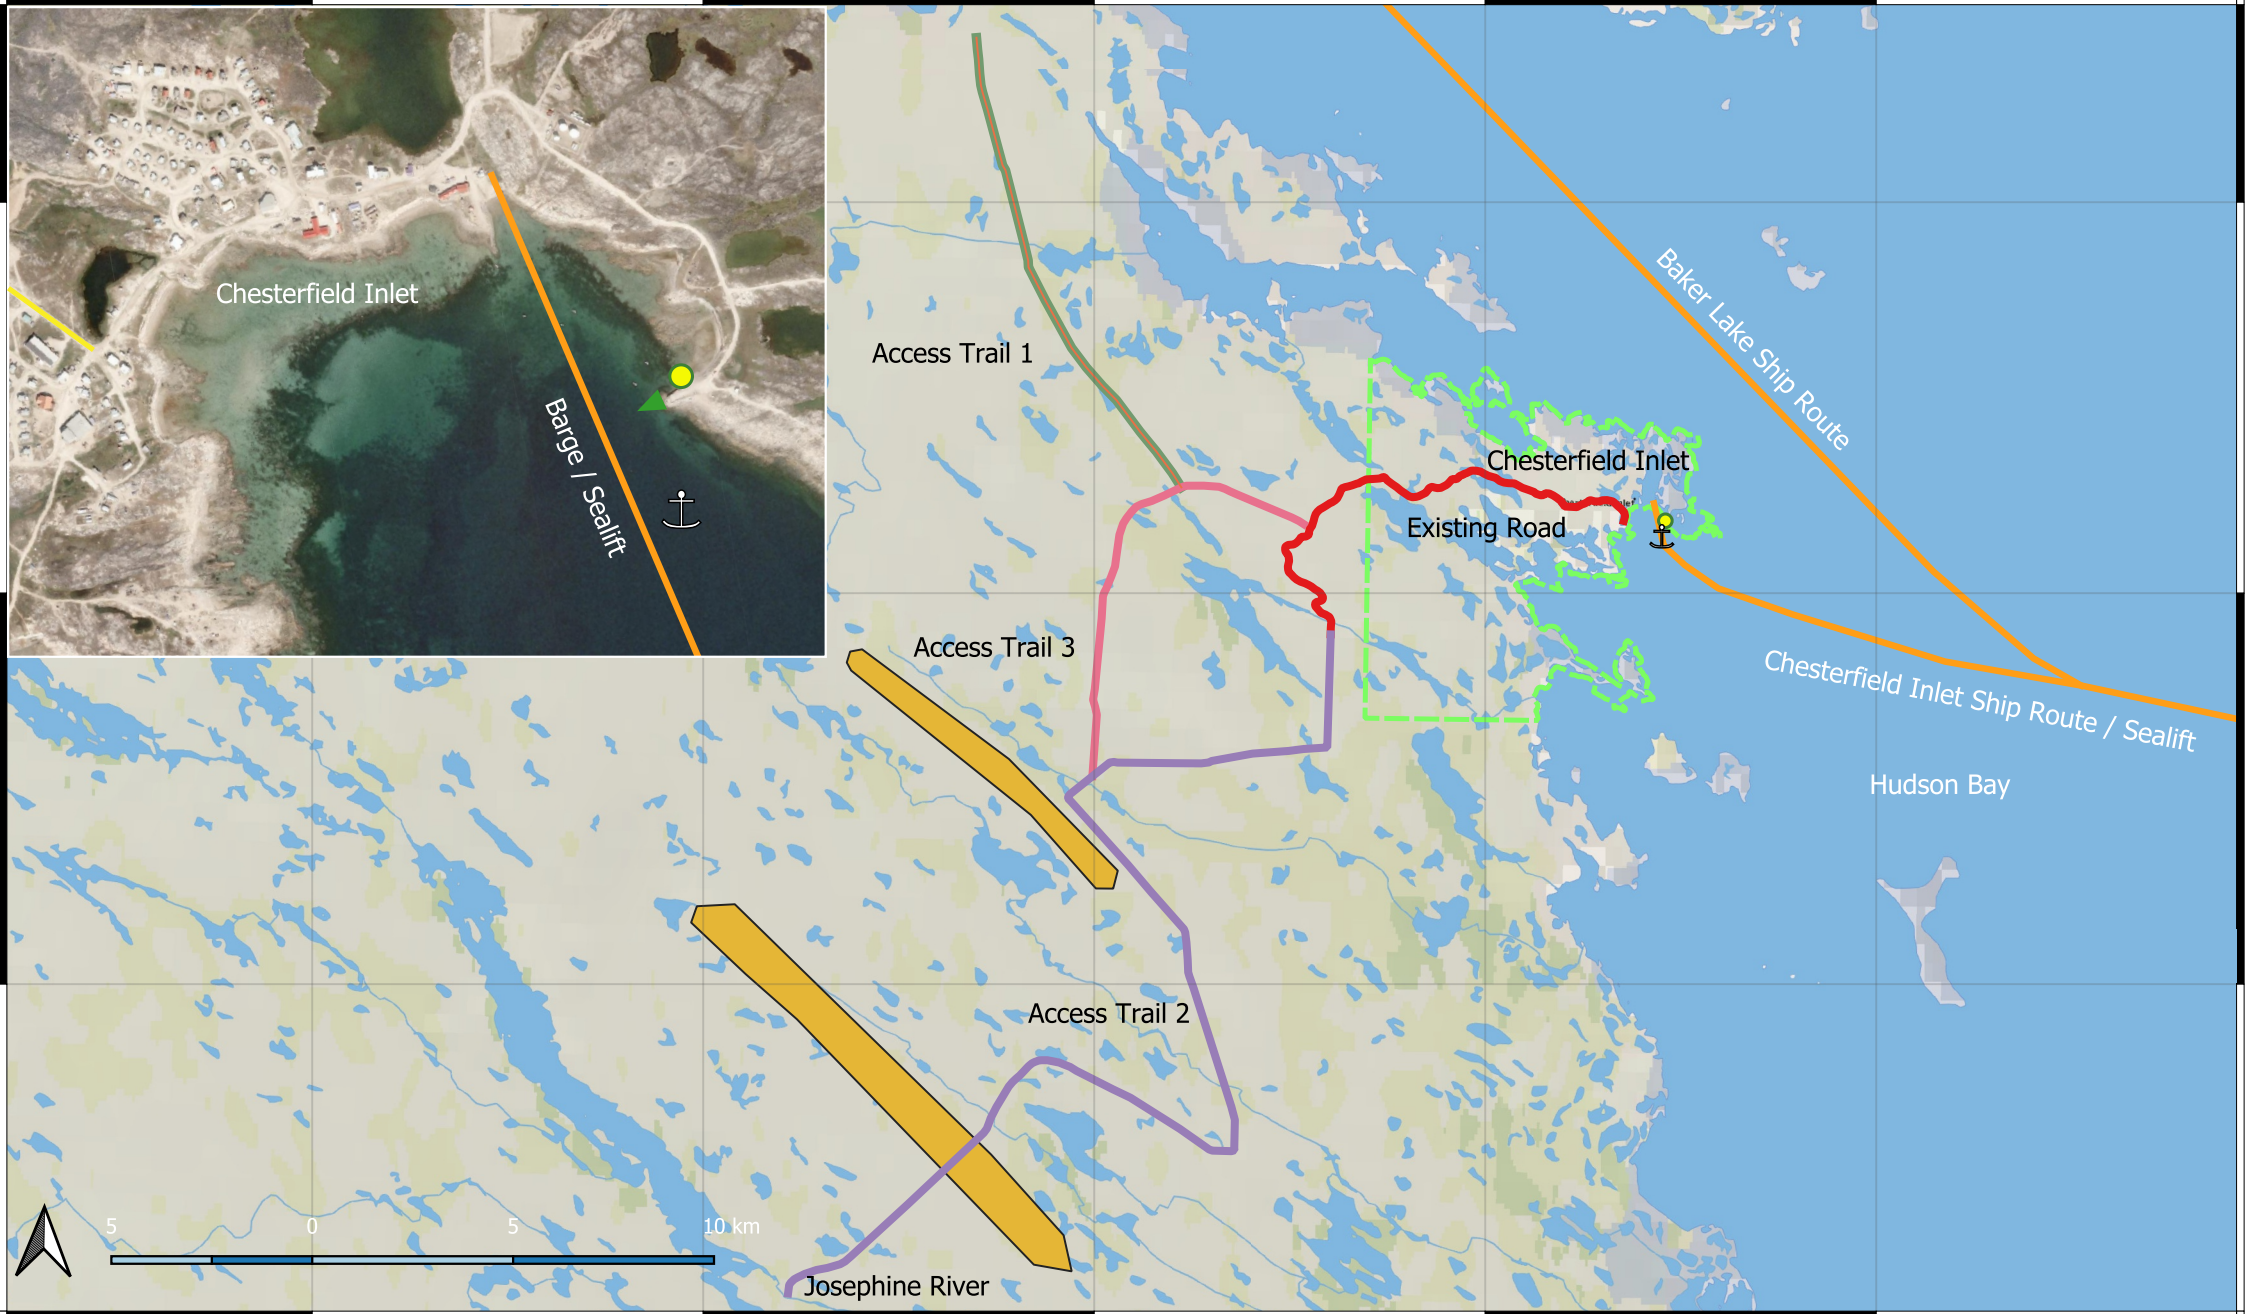 Chesterfield Inlet
Barge / Sealift
Access Trail 1
Baker Lake Ship Route
Chesterfield Inlet
Existing Road
Access Trail 3
Chesterfield Inlet Ship Route / Sealift
Hudson Bay
Access Trail 2
5 0 5 10 km
Josephine River